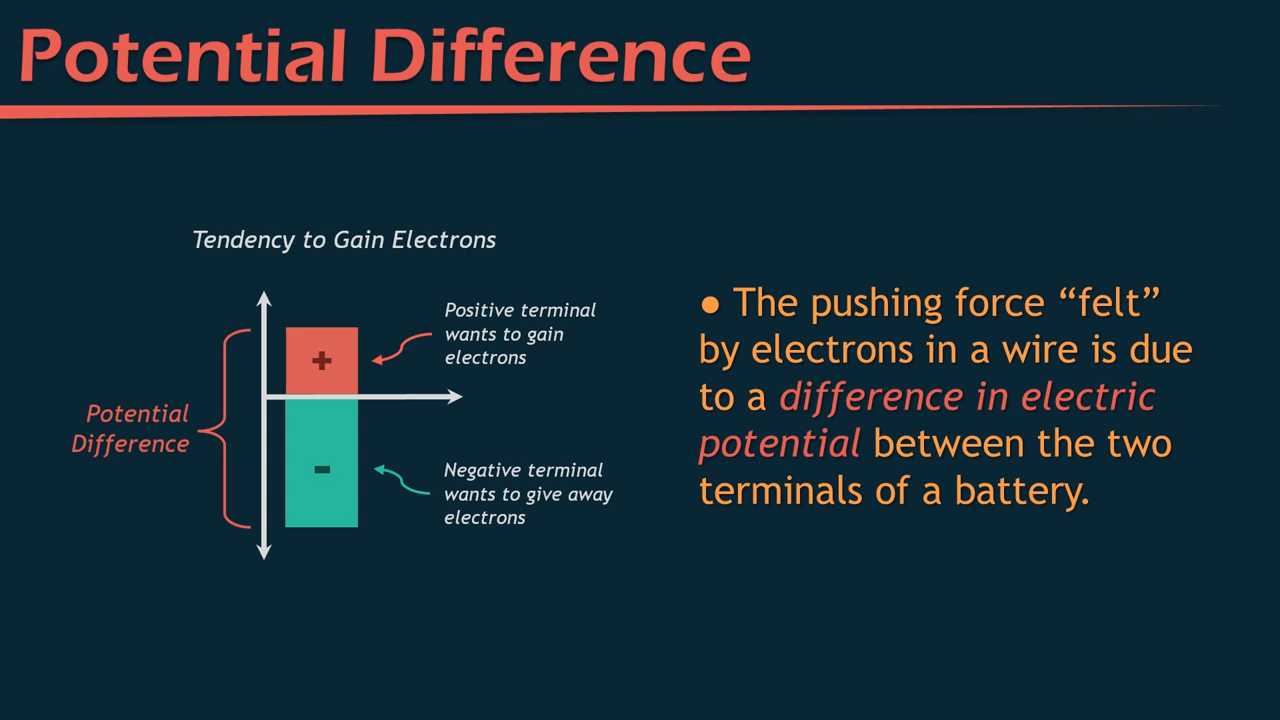 Potential Difference
Tendency to Gain Electrons
Positive terminal
wants to gain
electrons
+
Potential
Difference
-
Negative terminal
wants to give away
electrons
● The pushing force “felt”
by electrons in a wire is due
to a difference in electric
potential between the two
terminals of a battery.